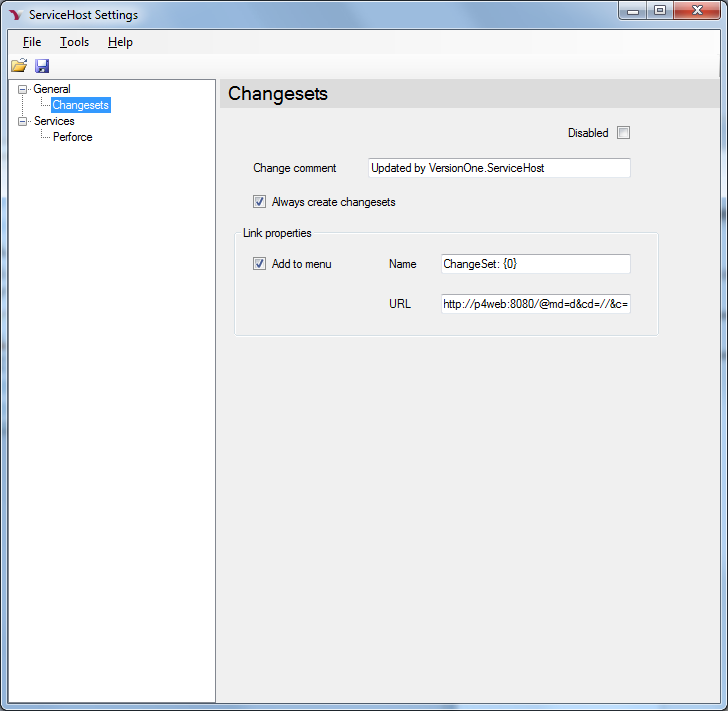 ServiceHost Settings
File Tools Help
General
Changesets
Services
Perforce
Changesets
Disabled
Change comment Updated by VersionOne.ServiceHost
Always create changesets
Link properties
Add to menu Name ChangeSet: {0}
URL http://p4web:8080/@md=d&cd=//&c=